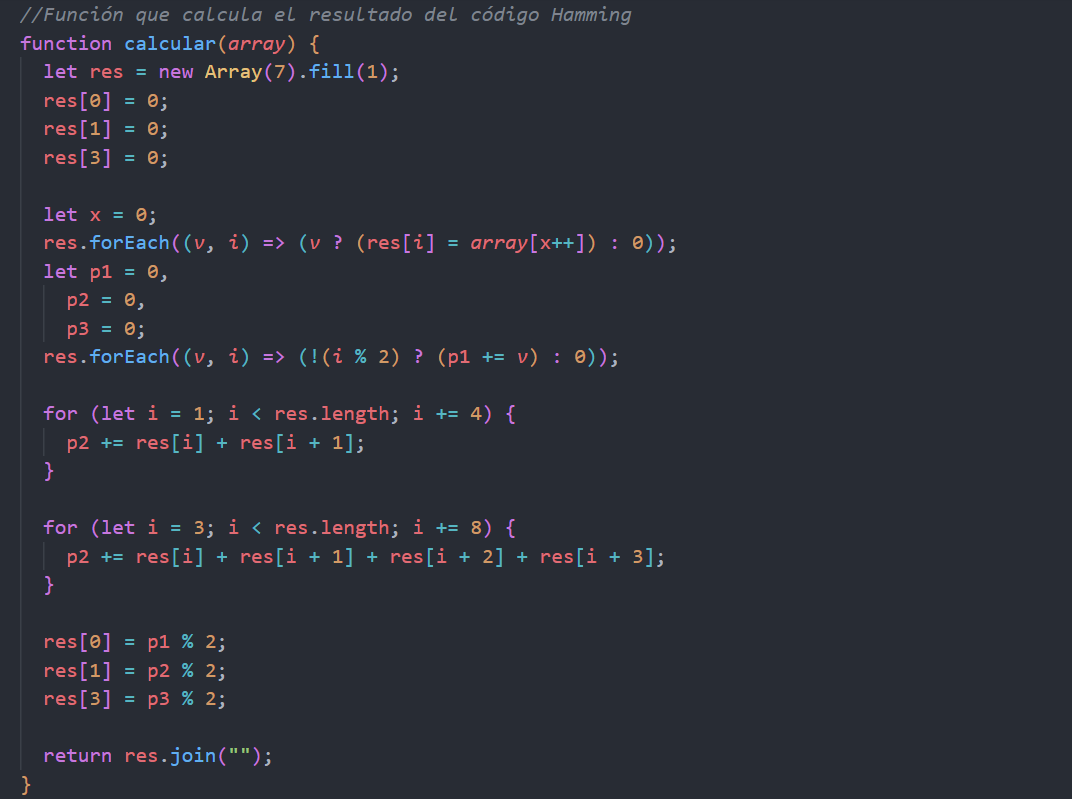 //Función que calcula el resultado del código Hamming
function calcular(array) {
  let res = new Array(7).fill(1);
  res[0] = 0;
  res[1] = 0;
  res[3] = 0;

  let x = 0;
  res.forEach((v, i) => (v ? (res[i] = array[x++]) : 0));
  let p1 = 0,
    p2 = 0,
    p3 = 0;
  res.forEach((v, i) => (!(i % 2) ? (p1 += v) : 0));

  for (let i = 1; i < res.length; i += 4) {
    p2 += res[i] + res[i + 1];
  }

  for (let i = 3; i < res.length; i += 8) {
    p2 += res[i] + res[i + 1] + res[i + 2] + res[i + 3];
  }

  res[0] = p1 % 2;
  res[1] = p2 % 2;
  res[3] = p3 % 2;

  return res.join("");
}